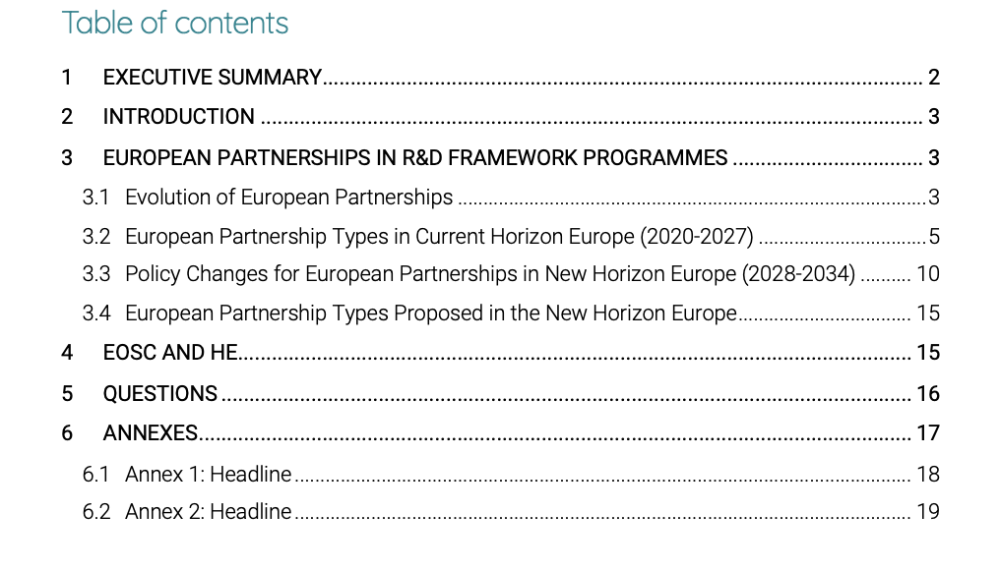 Table of contents
1 EXECUTIVE SUMMARY.............................................................................................................. 2
2 INTRODUCTION ......................................................................................................................... 3
3 EUROPEAN PARTNERSHIPS IN R&D FRAMEWORK PROGRAMMES .................................. 3
3.1 Evolution of European Partnerships .....................................................................................3
3.2 European Partnership Types in Current Horizon Europe (2020-2027) ...............................5
3.3 Policy Changes for European Partnerships in New Horizon Europe (2028-2034) .......... 10
3.4 European Partnership Types Proposed in the New Horizon Europe................................ 15
4 EOSC AND HE........................................................................................................................... 15
5 QUESTIONS .............................................................................................................................. 16
6 ANNEXES.................................................................................................................................. 17
6.1 Annex 1: Headline ................................................................................................................ 18
6.2 Annex 2: Headline ................................................................................................................ 19